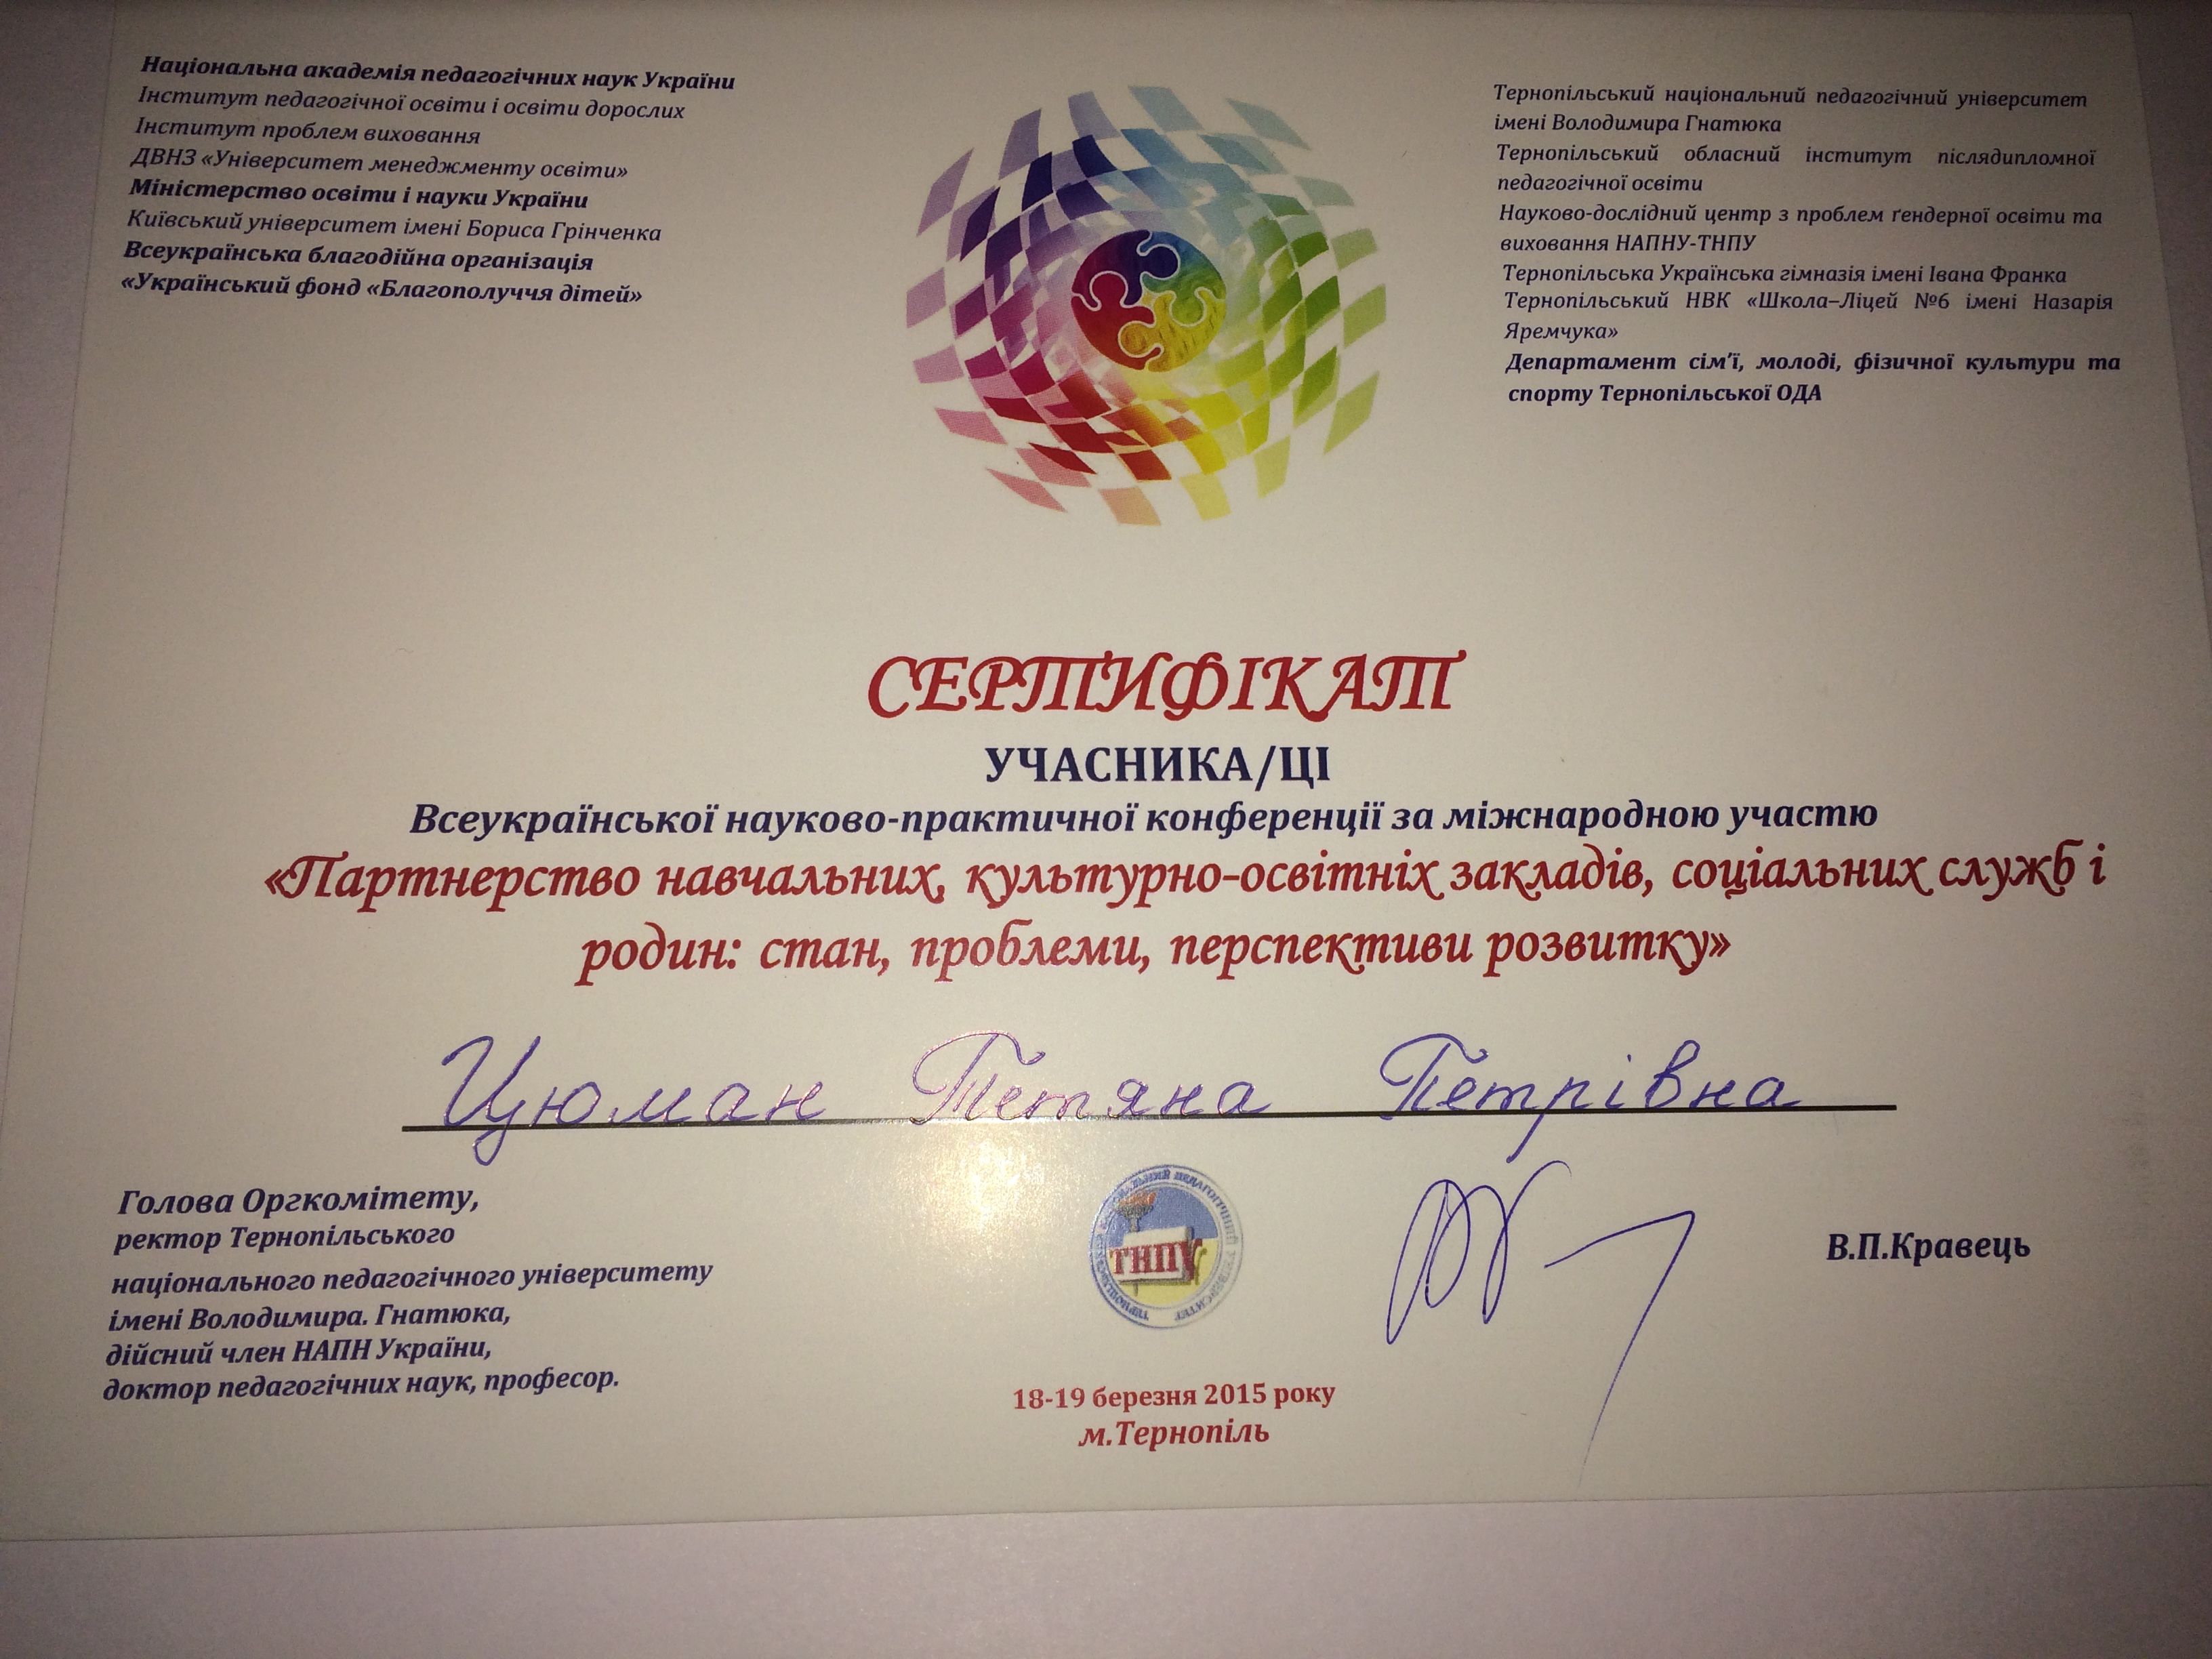 Національна академія педагогічних наук України
Інститут педагогічної освіти і освіти дорослих
Інститут проблем виховання
ДВНЗ «Університет менеджменту освіти»
Міністерство освіти і науки України
Київський університет імені Бориса Грінченка
Всеукраїнська благодійна організація
«Український фонд «Благополуччя дітей»
Тернопільський національний педагогічний університет
імені Володимира Гнатюка
Тернопільський обласний інститут післядипломної
педагогічної освіти
Науково-дослідний центр з проблем ґендерної освіти та
виховання НАПНУ-ТНПУ
Тернопільська Українська гімназія імені Івана Франка
Тернопільський НВК «Школа–Ліцей №6 імені Назарія
Яремчука»
Департамент сім’ї, молоді, фізичної культури та
спорту Тернопільської ОДА
СЕРТИФІКАТ
УЧАСНИКА/ЦІ
Всеукраїнської науково-практичної конференції за міжнародною участю
«Партнерство навчальних, культурно-освітніх закладів, соціальних служб і
родин: стан, проблеми, перспективи розвитку»
Цюман Тетяна Петрівна
Голова Оргкомітету,
ректор Тернопільського
національного педагогічного університету
імені Володимира. Гнатюка,
дійсний член НАПН України,
доктор педагогічних наук, професор.
ТНПУ
В.П.Кравець
18-19 березня 2015 року
м.Тернопіль